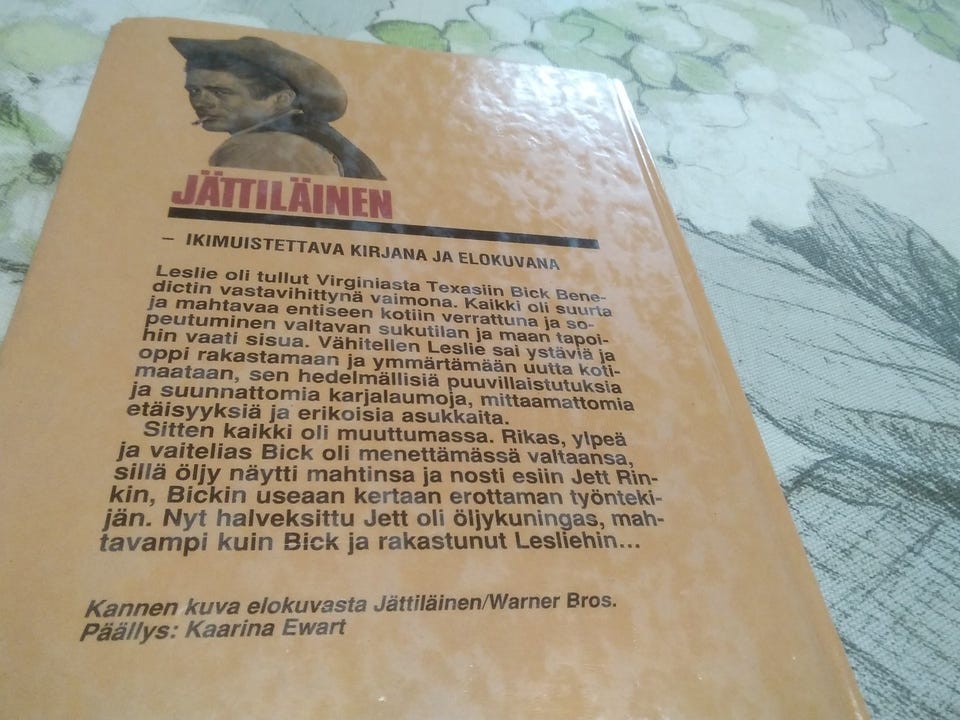 JÄTTILÄINEN
– IKIMUISTETTAVA KIRJANA JA ELOKUVANA
Leslie oli tullut Virginiasta Texasiin Bick Bene-
dictin vastavihittynä vaimona. Kaikki oli suurta
ja mahtavaa entiseen kotiin verrattuna ja so-
peutuminen valtavan sukutilan ja maan tapoi-
hin vaati sisua. Vähitellen Leslie sai ystäviä ja
oppi rakastamaan ja ymmärtämään uutta koti-
maataan, sen hedelmällisiä puuvillaistutuksia
ja suunnattomia karjalaumoja, mittaamattomia
etäisyyksiä ja erikoisia asukkaita.
Sitten kaikki oli muuttumassa. Rikas, ylpeä
ja vaitelias Bick oli menettämässä valtaansa,
sillä öljy näytti mahtinsa ja nosti esiin Jett Rin-
kin, Bickin useaan kertaan erottaman työnteki-
jän. Nyt halveksittu Jett oli öljykuningas, mah-
tavampi kuin Bick ja rakastunut Lesliehin...
Kannen kuva elokuvasta Jättiläinen/Warner Bros.
Päällys: Kaarina Ewart